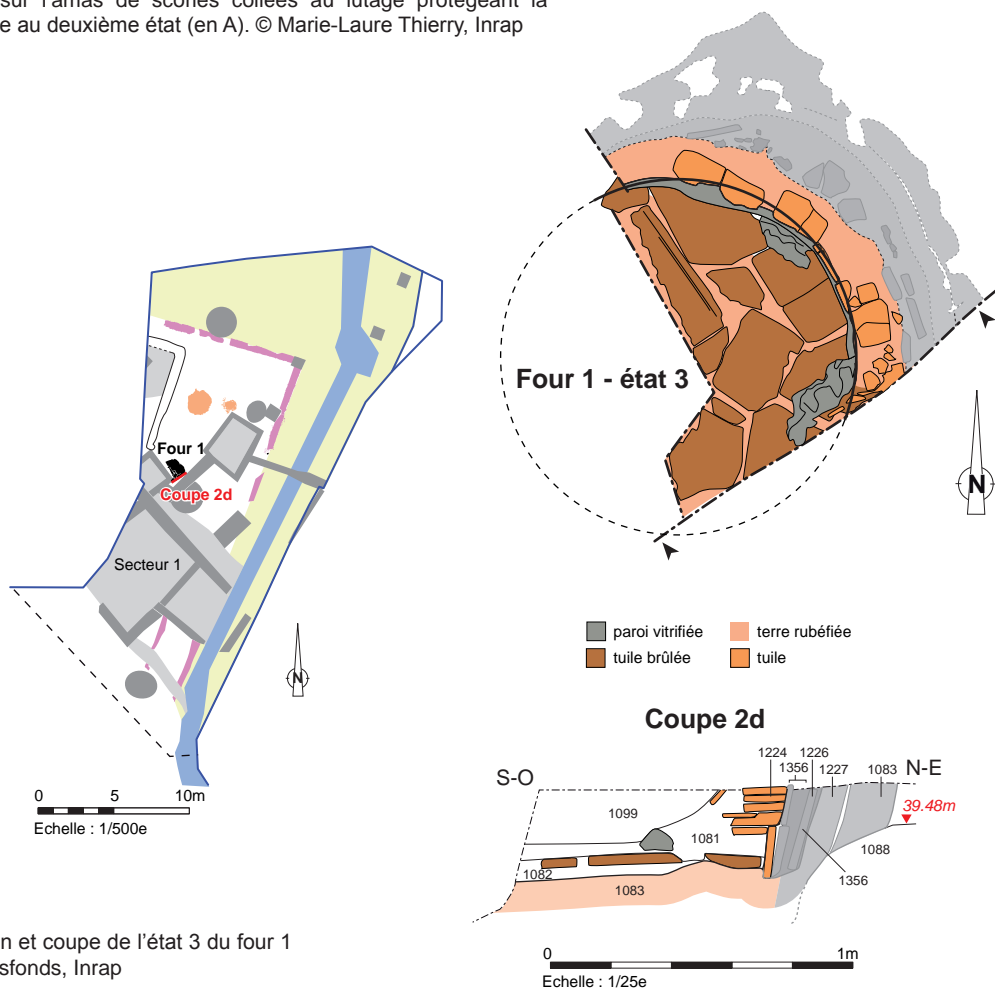 sur l'amas de scories collées au lutage protégeant la
e au deuxième état (en A). © Marie-Laure Thierry, Inrap
Four 1 - état 3
N
Four 1
Coupe 2d
Secteur 1
N
0 5 10m
Echelle : 1/500e
paroi vitrifiée
terre rubéfiée
tuile brûlée
tuile
Coupe 2d
S-O
N-E
1224
1226
1356
1227
1083
39.48m
1099
1081
1088
1082
1083
1356
0 1m
Echelle : 1/25e
n et coupe de l'état 3 du four 1
sfonds, Inrap